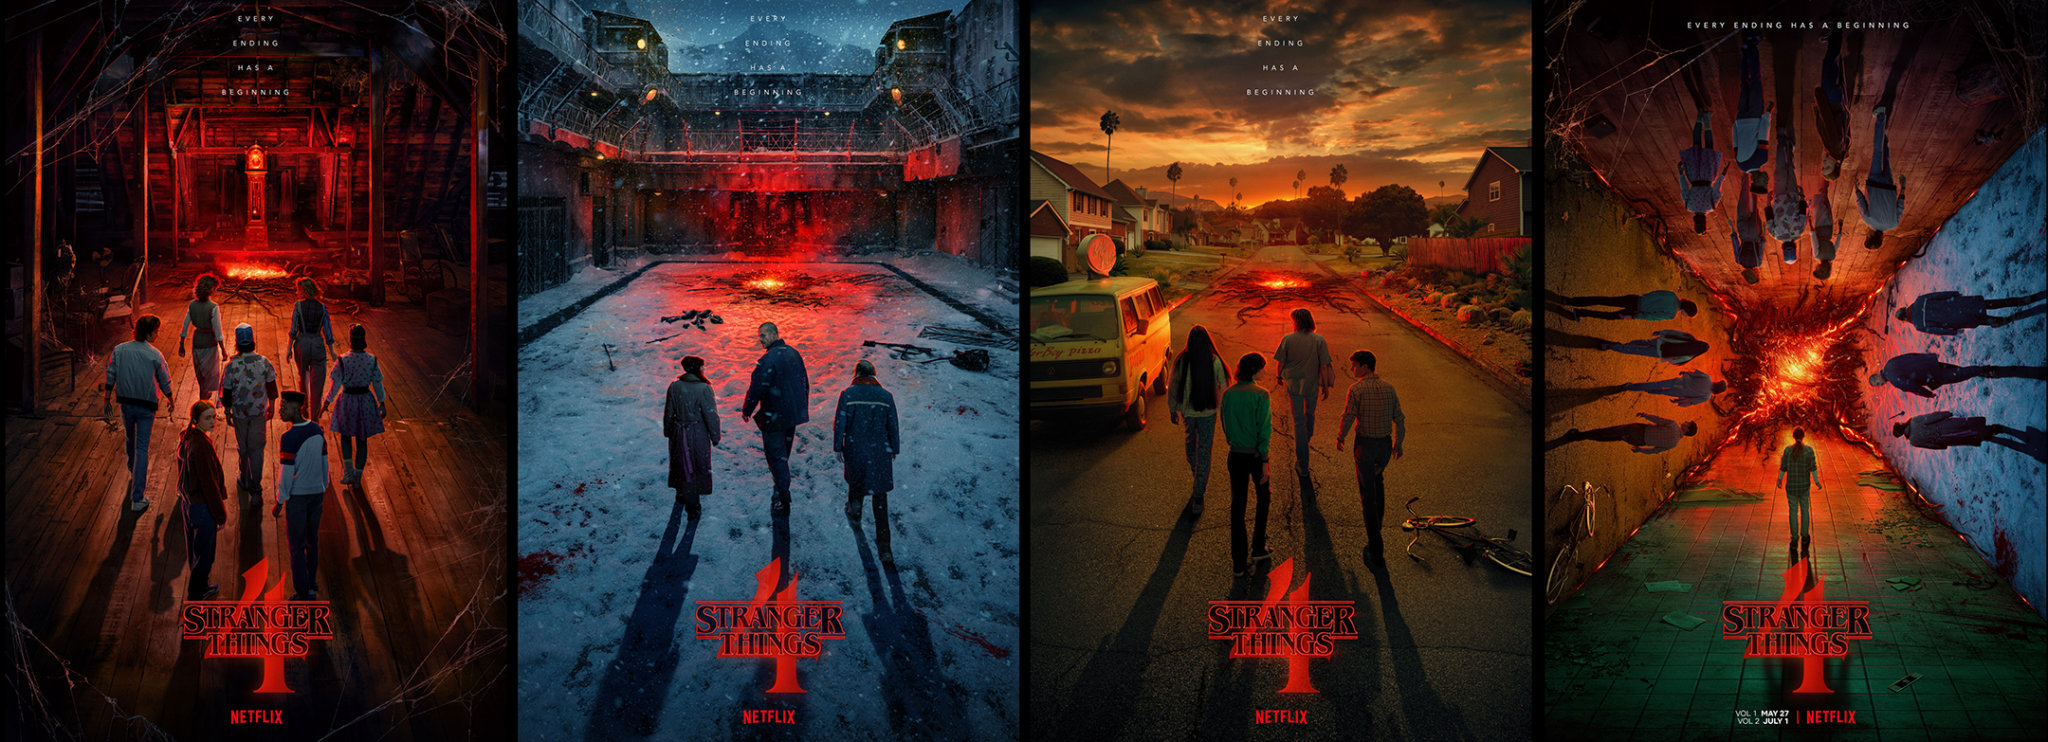 EVERY
ENDING
HAS A
BEGINNING
4
STRANGER
THINGS
NETFLIX
EVERY
ENDING
HAS A
BEGINNING
4
STRANGER
THINGS
NETFLIX
EVERY
ENDING
HAS A
BEGINNING
pizza
4
STRANGER
THINGS
NETFLIX
EVERY ENDING HAS A BEGINNING
4
STRANGER
THINGS
VOL 1 MAY 27
VOL 2 JULY 1 | NETFLIX